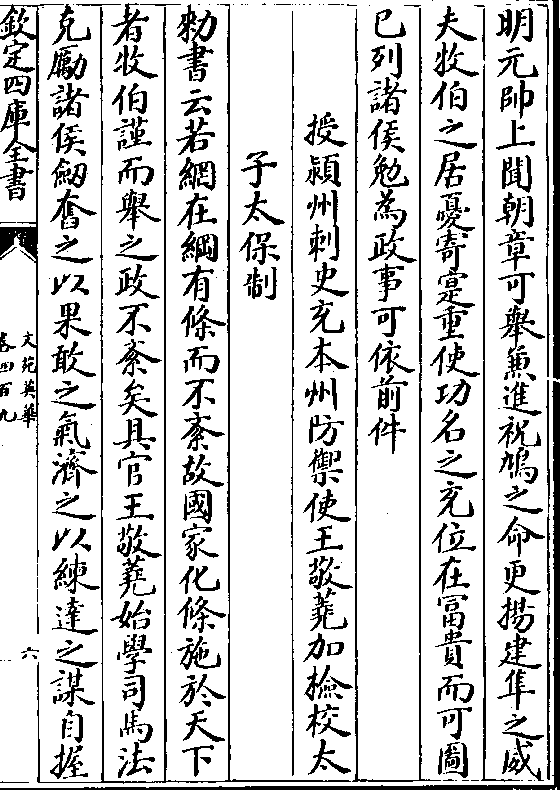 明元帥上聞朝章可舉兼進祝鳩之命更揚建隼之威
夫牧伯之居憂寄寔重使功名之充位在富貴而可圖
已列諸侯勉為政事可依前件
授潁州刺史充本州防禦使王敬蕘加檢校太
子太保制
勑書云若網在綱有條而不紊故國家化條施於天下
者牧伯謹而舉之政不紊矣具官王敬蕘始學司馬法
克勵諸侯劒奮之以果敢之氣濟之以練達之謀自握
欽定四庫全書
文苑英華
卷四百九
六